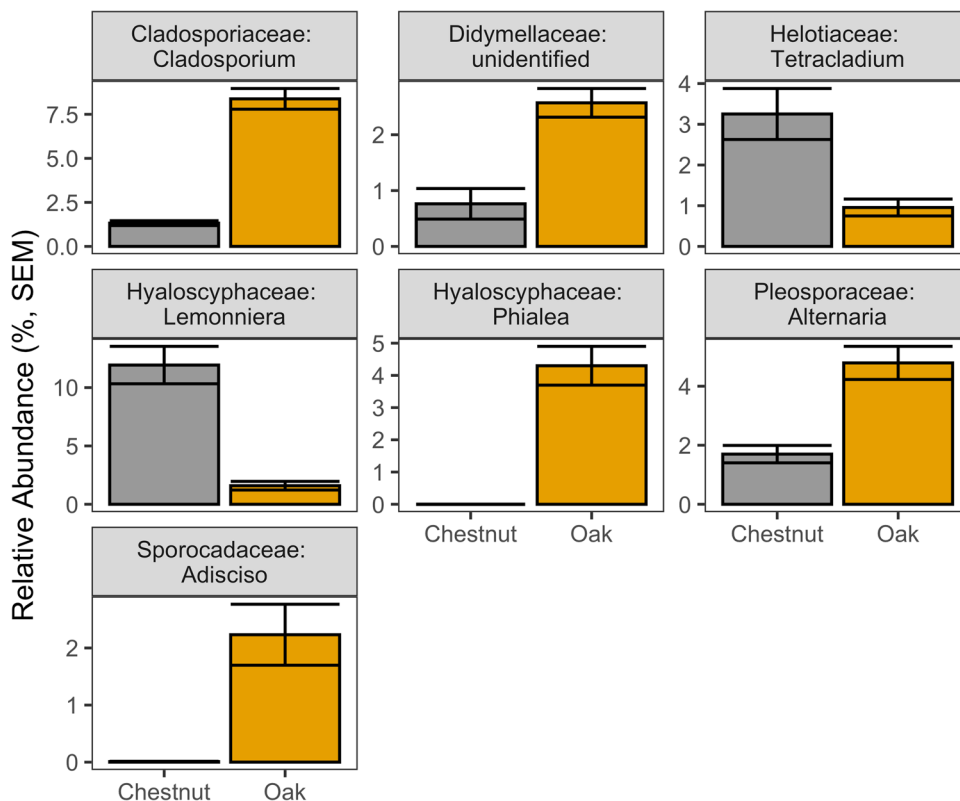 Relative Abundance (%, SEM)
Cladosporiaceae:
Cladosporium
7.5
5.0
2.5
0.0
Didymellaceae:
unidentified
2
1
0
Helotiaceae:
Tetracladium
4
3
2
1
0
Hyaloscyphaceae:
Lemonniera
10
5
0
Hyaloscyphaceae:
Phialea
5
4
3
2
1
0
Chestnut Oak
Pleosporaceae:
Alternaria
4
2
0
Chestnut Oak
Sporocadaceae:
Adisciso
2
1
0
Chestnut Oak